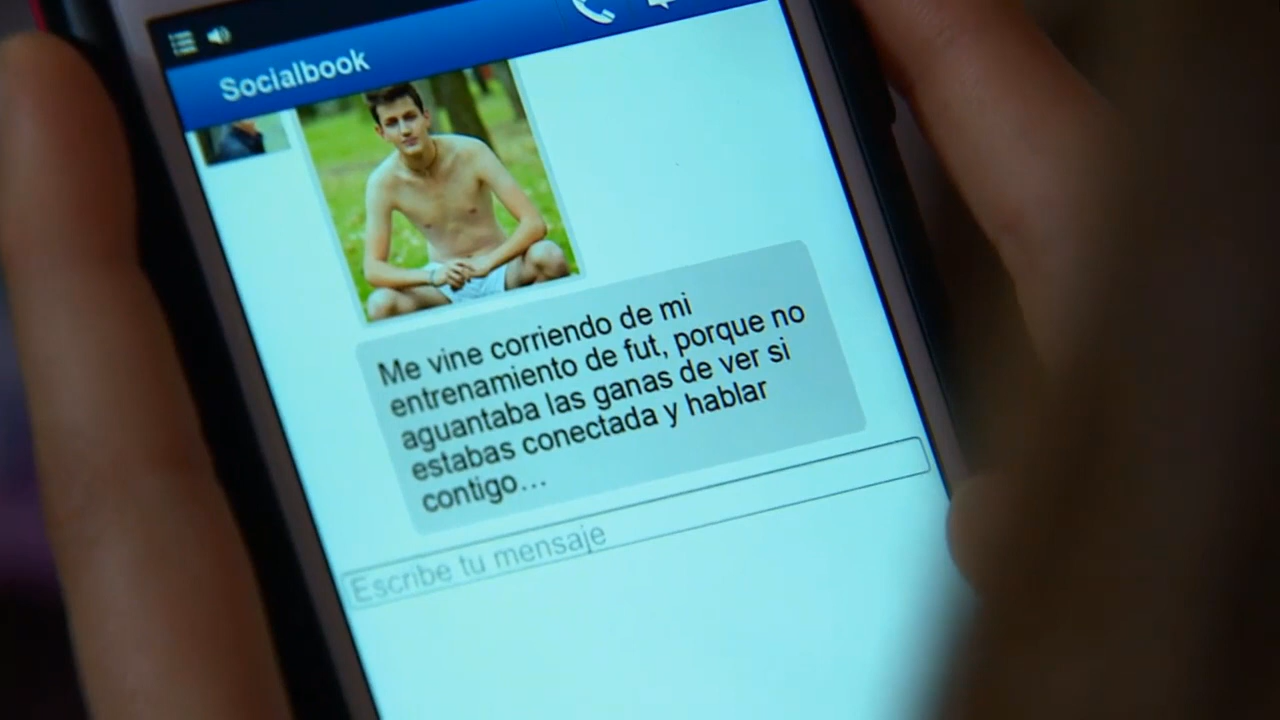 Socialbook
Me vine corriendo de mi
entrenamiento de fut, porque no
aguantaba las ganas de ver si
estabas conectada y hablar
contigo...
Escribe tu mensaje